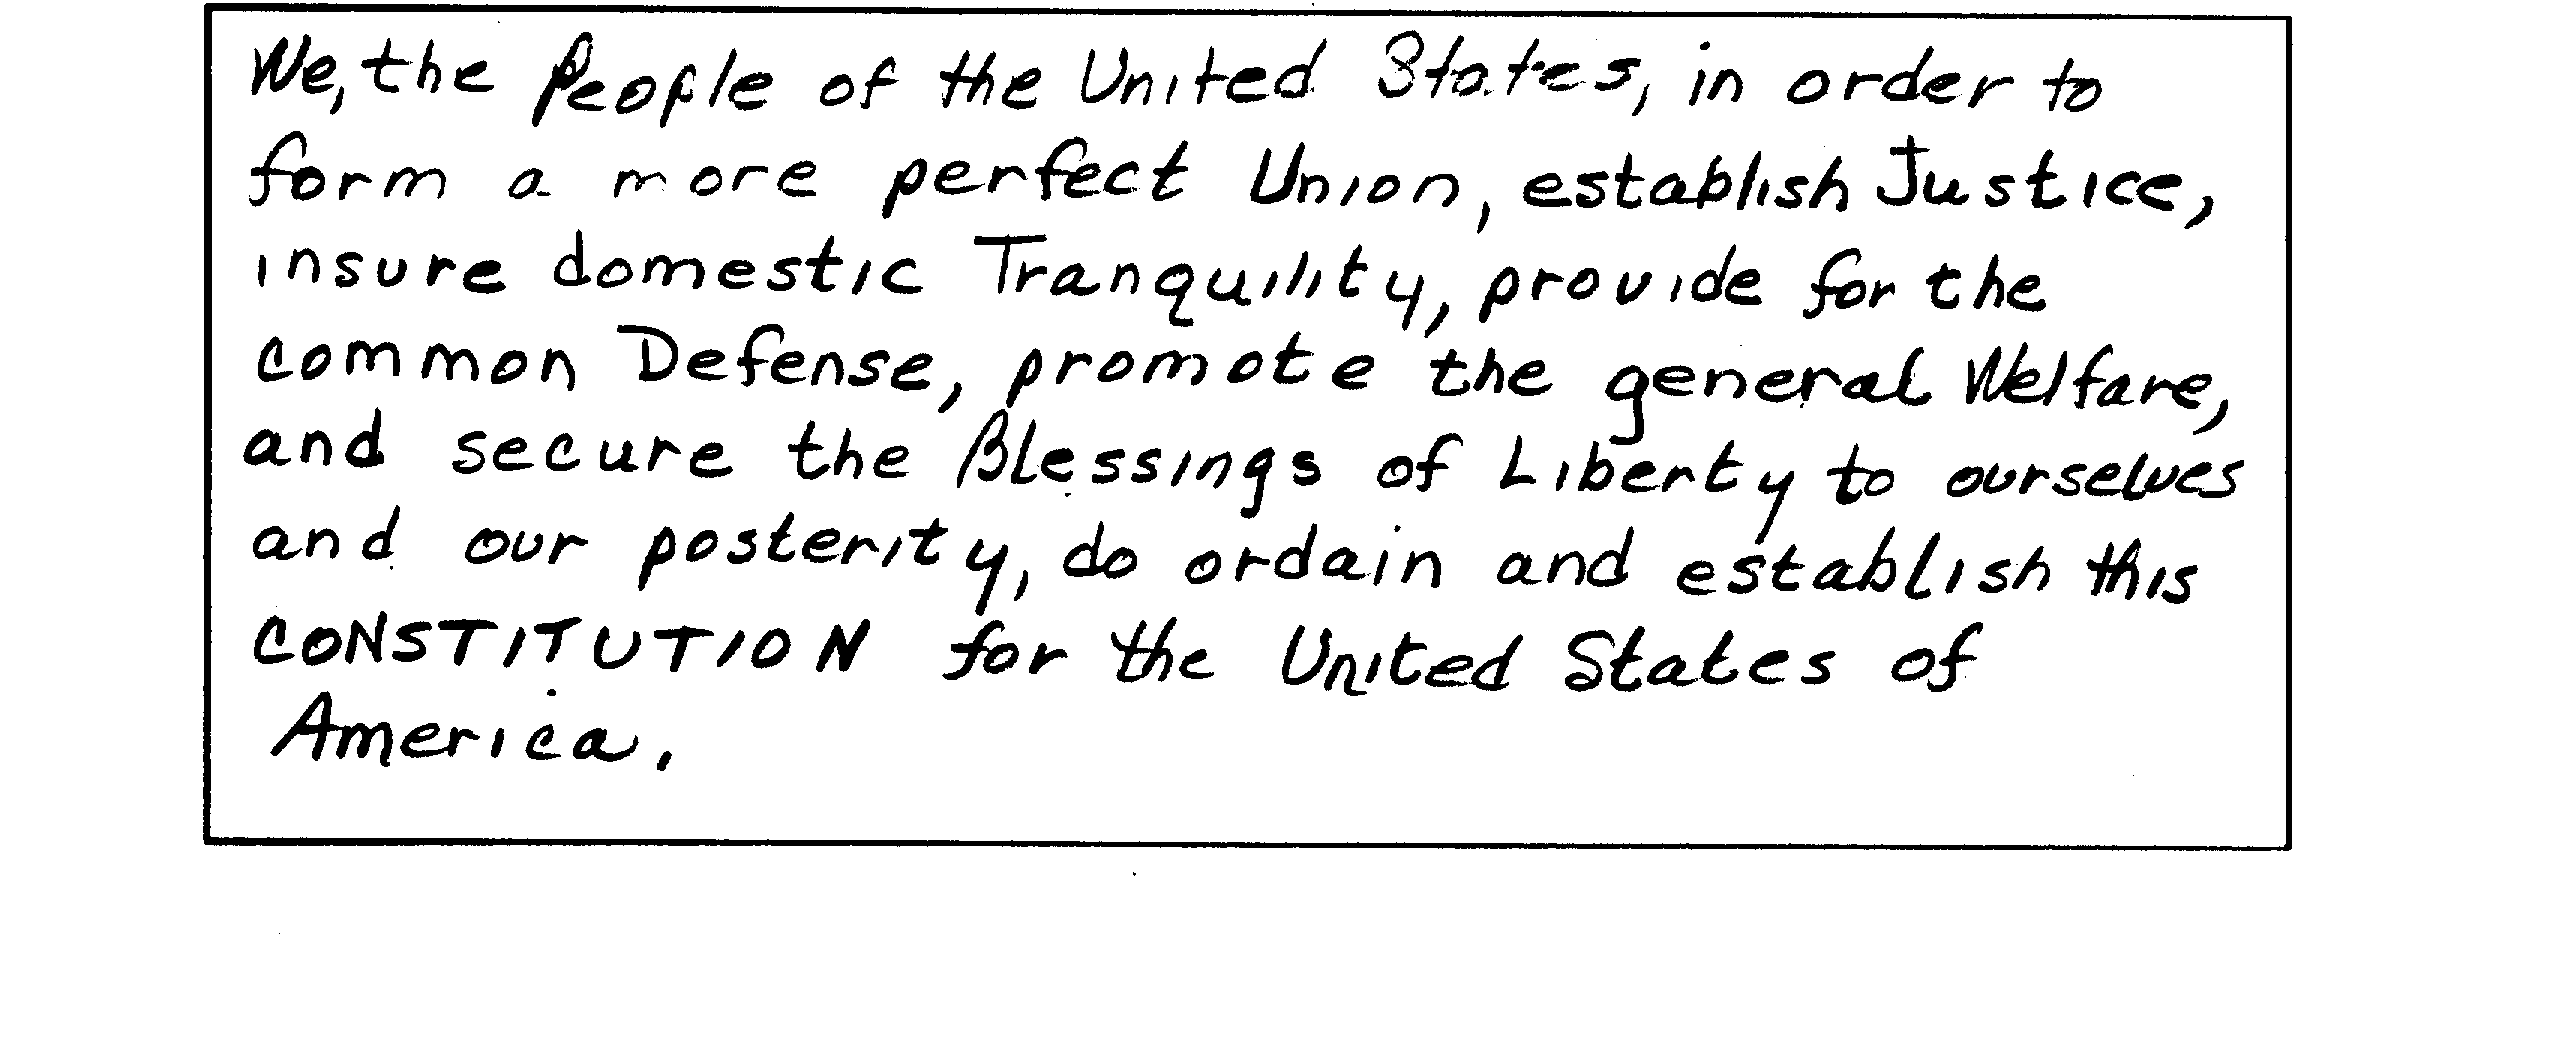 We, the People of the United States, in order to
form a more perfect Union, establish Justice,
insure domestic Tranquility, provide for the
common Defense, promote the general Welfare,
and secure the Blessings of Liberty to ourselves
and our posterity, do ordain and establish this
CONSTITUTION for the United States of
America.